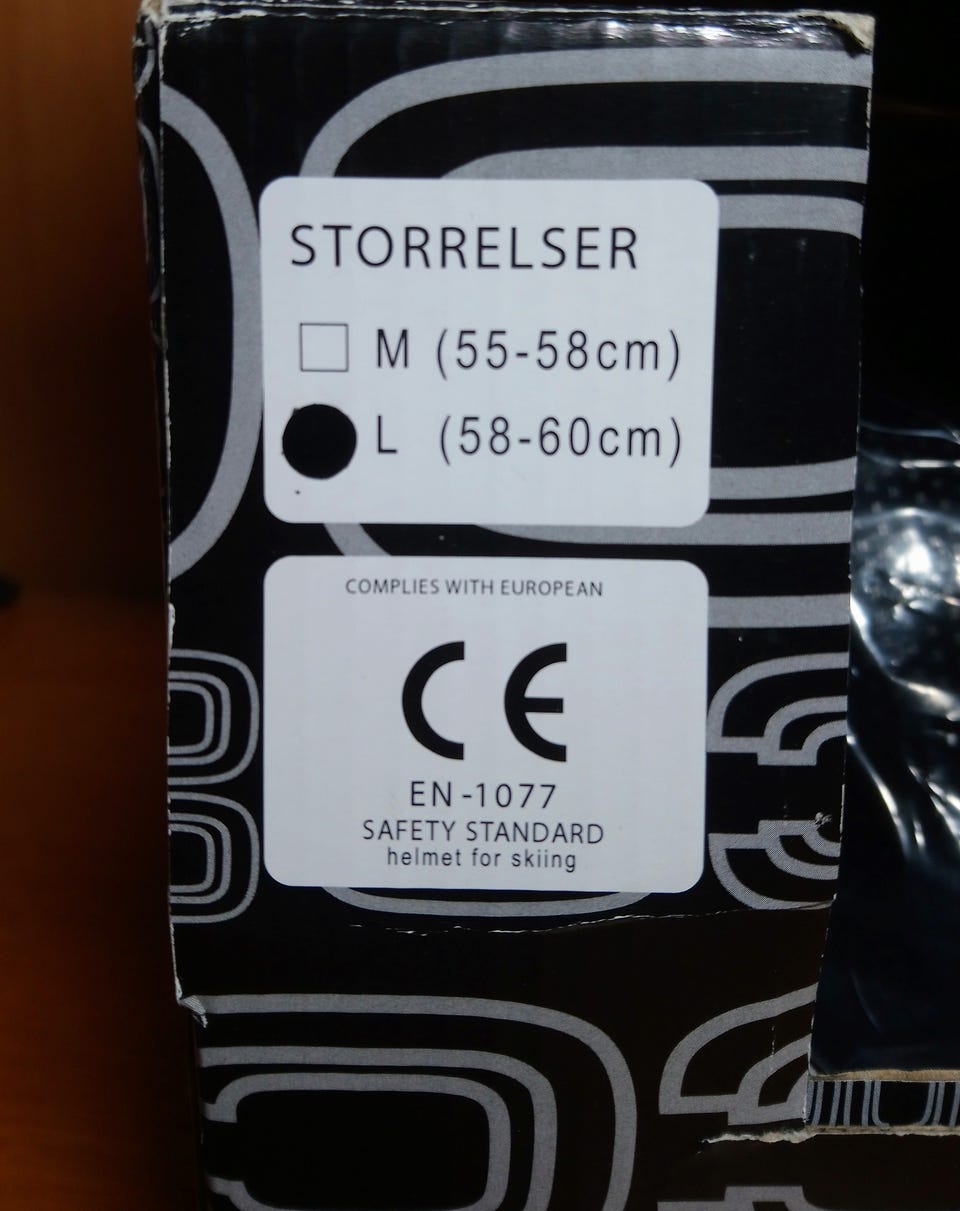 STORRELSER
M (55-58cm)
L (58-60cm)
COMPLIES WITH EUROPEAN
CE
EN-1077
SAFETY STANDARD
helmet for skiing